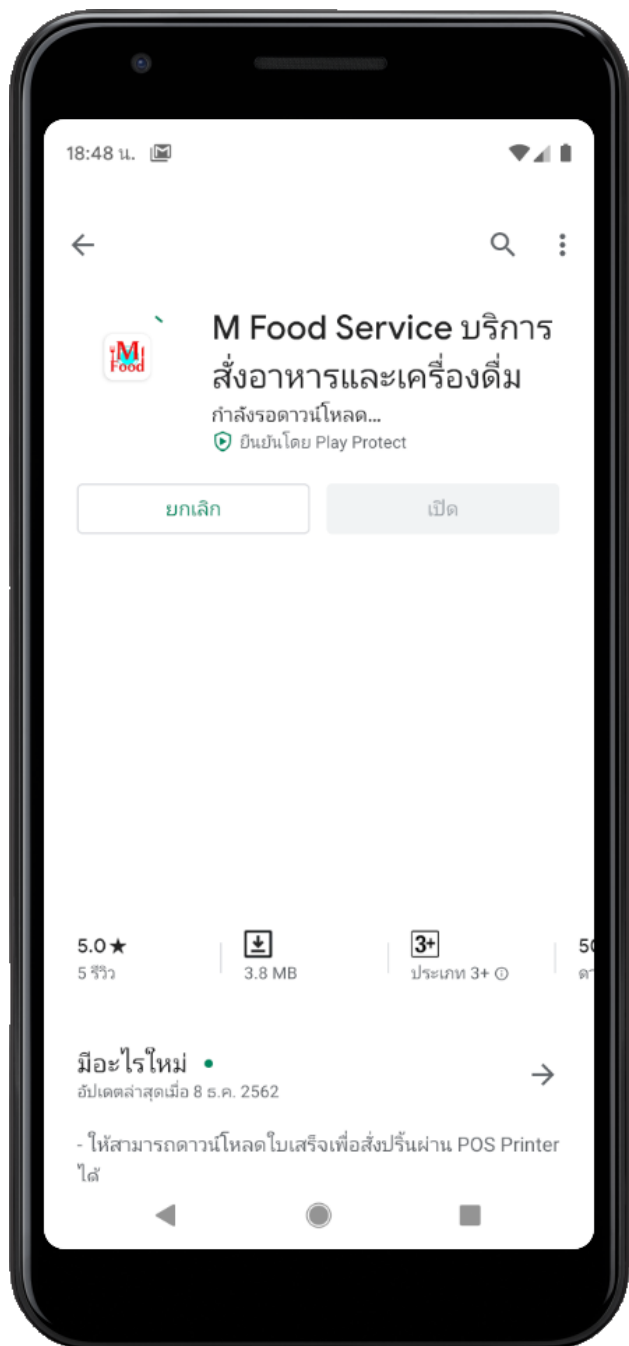 18:48 น.
M Food Service บริการ
สั่งอาหารและเครื่องดื่ม
M
Food
กำลังรอดาวน์โหลด...
ยืนยันโดย Play Protect
ยกเลิก
เปิด
5.0★
3+
5 รีวิว
3.8 MB
ประเภท 3+
มีอะไรใหม่
อัปเดตล่าสุดเมื่อ 8 ธ.ค. 2562
- ให้สามารถดาวน์โหลดใบเสร็จเพื่อสั่งปริ้นผ่าน POS Printer
ได้